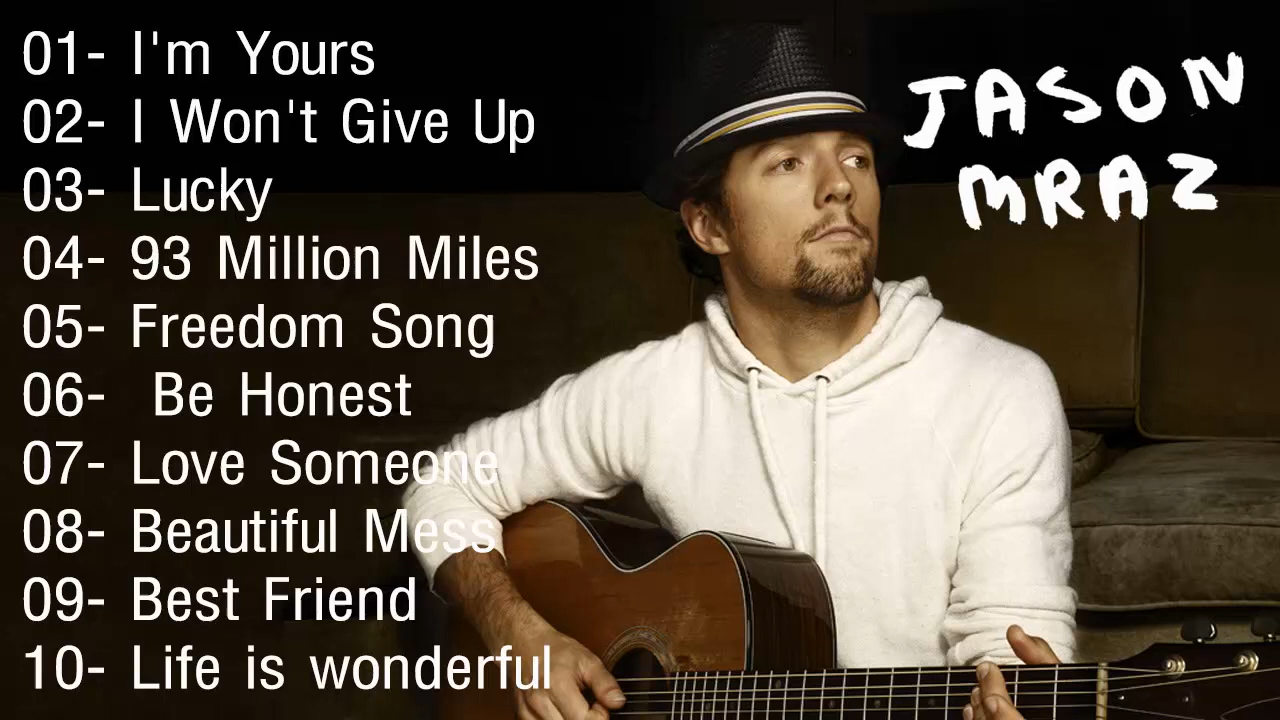 01- I'm Yours
02- I Won't Give Up
03- Lucky
04- 93 Million Miles
05- Freedom Song
06- Be Honest
07- Love Someone
08- Beautiful Mess
09- Best Friend
10- Life is wonderful
JASON
MRAZ